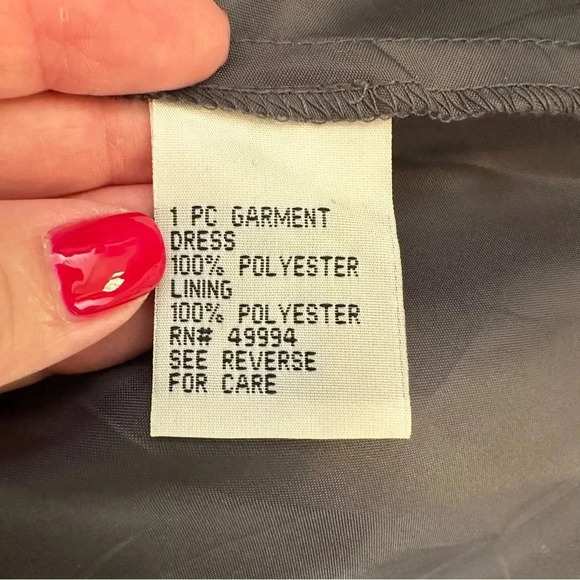 1 PC GARMENT
DRESS
100% POLYESTER
LINING
100% POLYESTER
RN# 49994
SEE REVERSE
FOR CARE